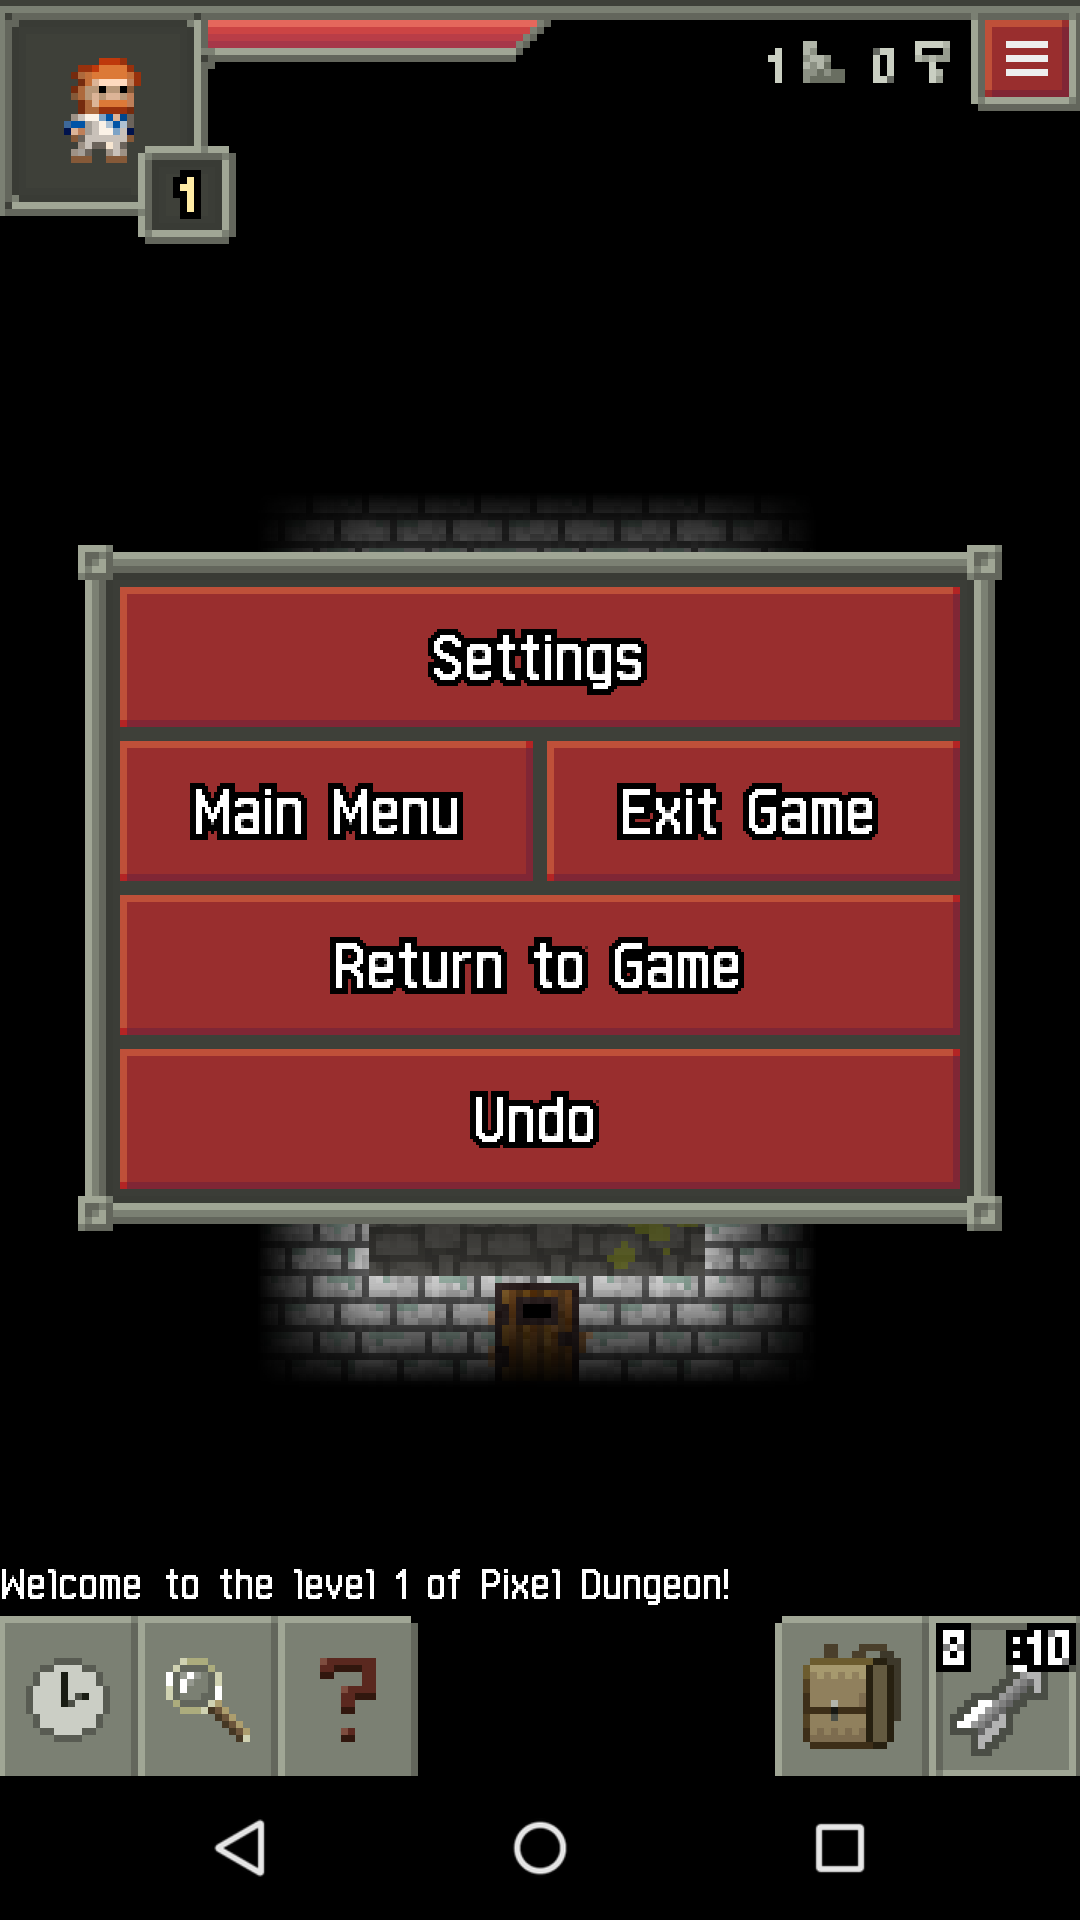 1 0
1
Settings
Main Menu Exit Game
Return to Game
Undo
Welcome to the level 1 of Pixel Dungeon!
? 8 :10